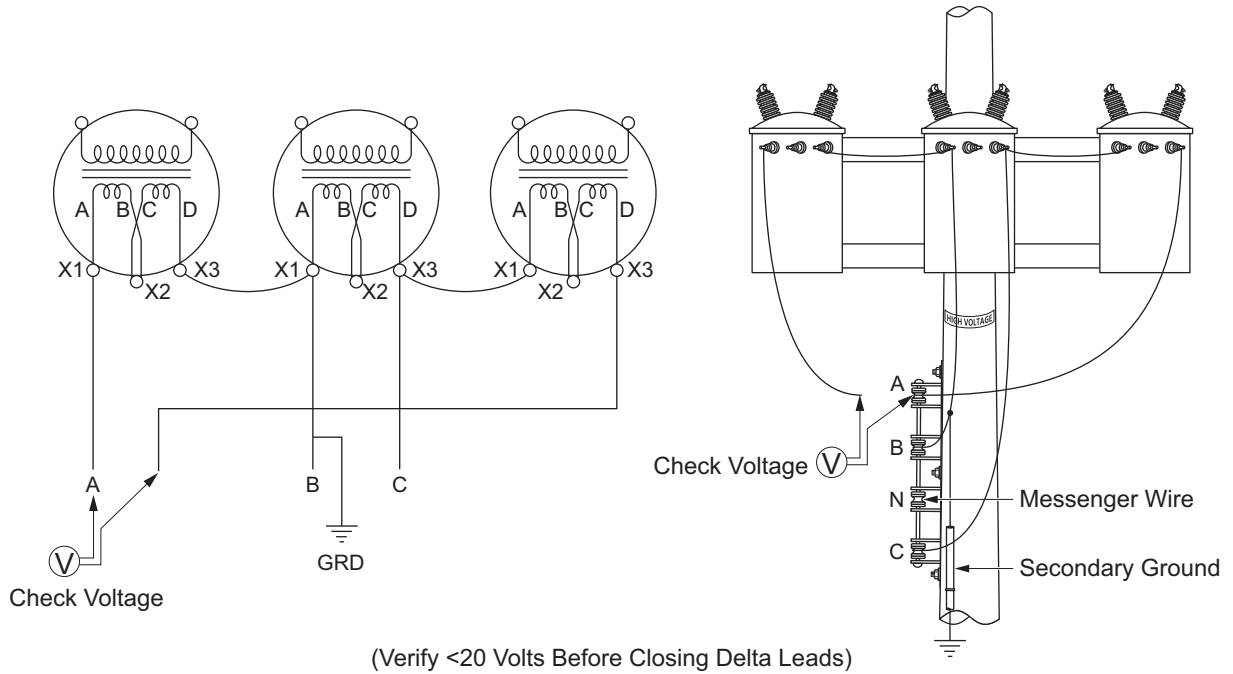 A B C D
A B C D
A B C D
X1 X2 X3
X1 X2 X3
X1 X2 X3
A
B
C
GRD
V
Check Voltage
HIGH VOLTAGE
A
B
N
C
Check Voltage V
Messenger Wire
Secondary Ground
(Verify <20 Volts Before Closing Delta Leads)